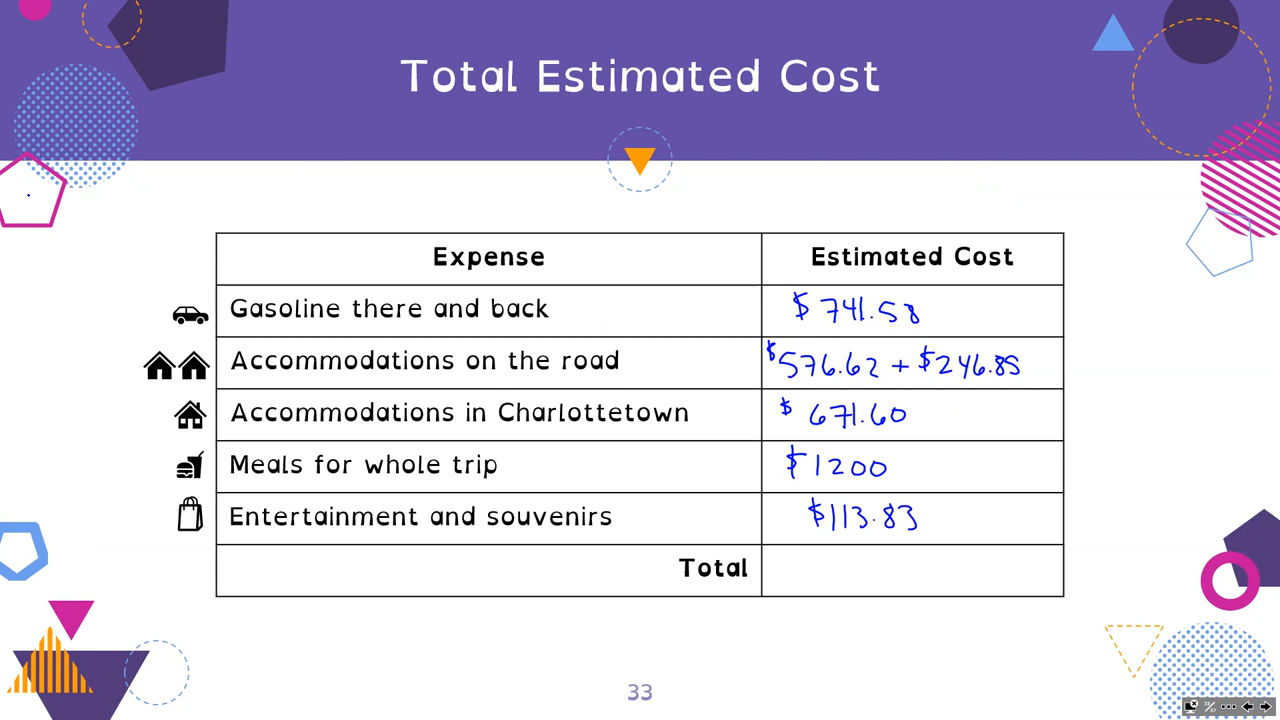 Total Estimated Cost
Expense Estimated Cost
Gasoline there and back $741.58
Accommodations on the road $576.62 + $246.85
Accommodations in Charlottetown $671.60
Meals for whole trip $1200
Entertainment and souvenirs $113.83
Total
33